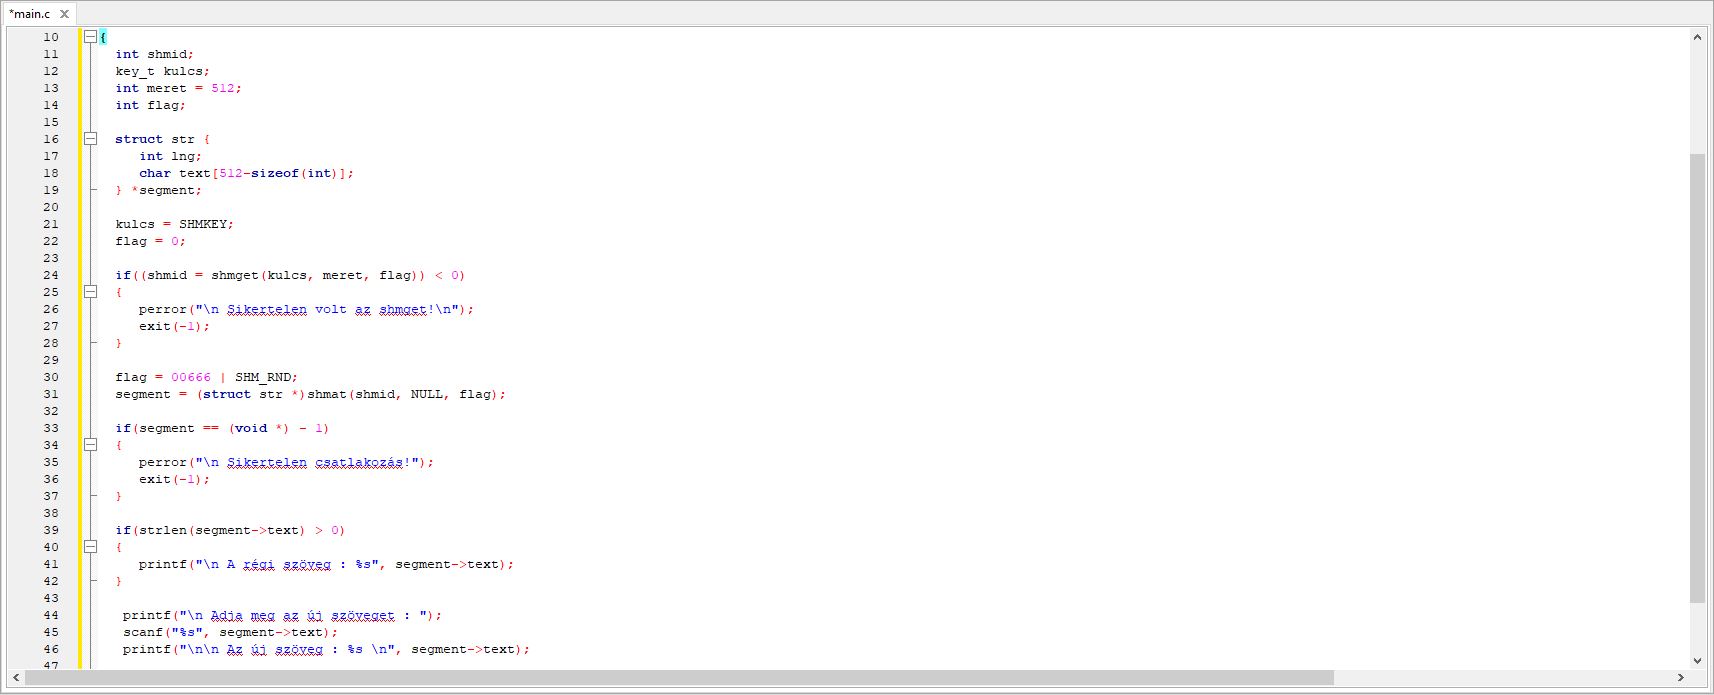 *main.c
10 {
11 int shmid;
12 key_t kulcs;
13 int meret = 512;
14 int flag;
15
16 struct str {
17 int lng;
18 char text[512-sizeof(int)];
19 } *segment;
20
21 kulcs = SHMKEY;
22 flag = 0;
23
24 if((shmid = shmget(kulcs, meret, flag)) < 0)
25 {
26 perror("\n Sikertelen volt az shmget!\n");
27 exit(-1);
28 }
29
30 flag = 00666 | SHM_RND;
31 segment = (struct str *)shmat(shmid, NULL, flag);
32
33 if(segment == (void *) - 1)
34 {
35 perror("\n Sikertelen csatlakozás!");
36 exit(-1);
37 }
38
39 if(strlen(segment->text) > 0)
40 {
41 printf("\n A régi szöveg : %s", segment->text);
42 }
43
44 printf("\n Adja meg az új szöveget : ");
45 scanf("%s", segment->text);
46 printf("\n\n Az új szöveg : %s \n", segment->text);
47